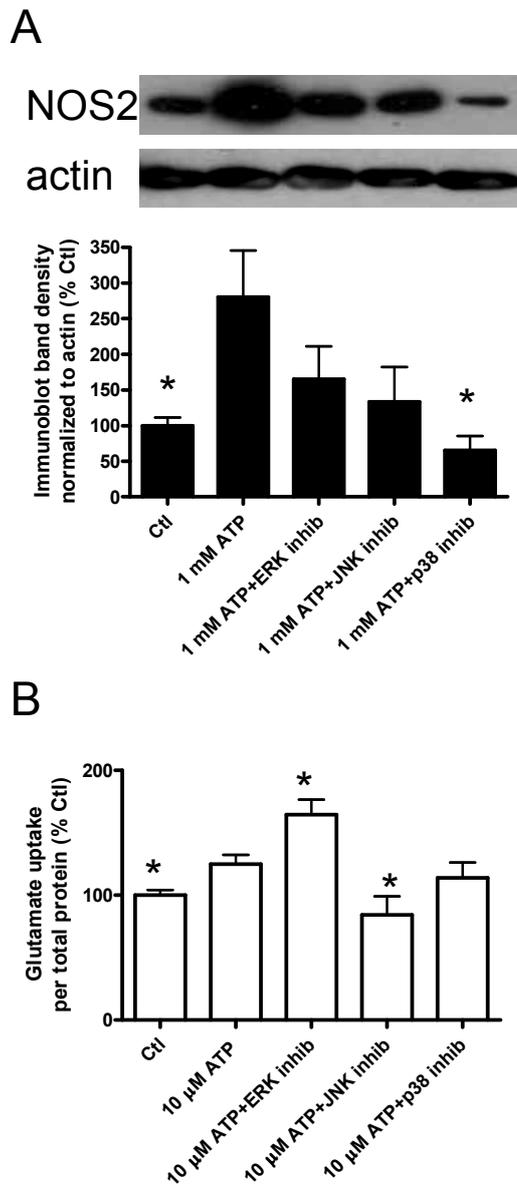 A
NOS2
actin
Immunoblot band density
normalized to actin (% Ctl)
350
300
250
200
150
100
50
0
*
*
Ctl
1 mM ATP
1 mM ATP+ERK inhib
1 mM ATP+JNK inhib
1 mM ATP+p38 inhib
B
Glutamate uptake
per total protein (% Ctl)
200
100
0
*
*
*
Ctl
10 μM ATP
10 μM ATP+ERK inhib
10 μM ATP+JNK inhib
10 μM ATP+p38 inhib